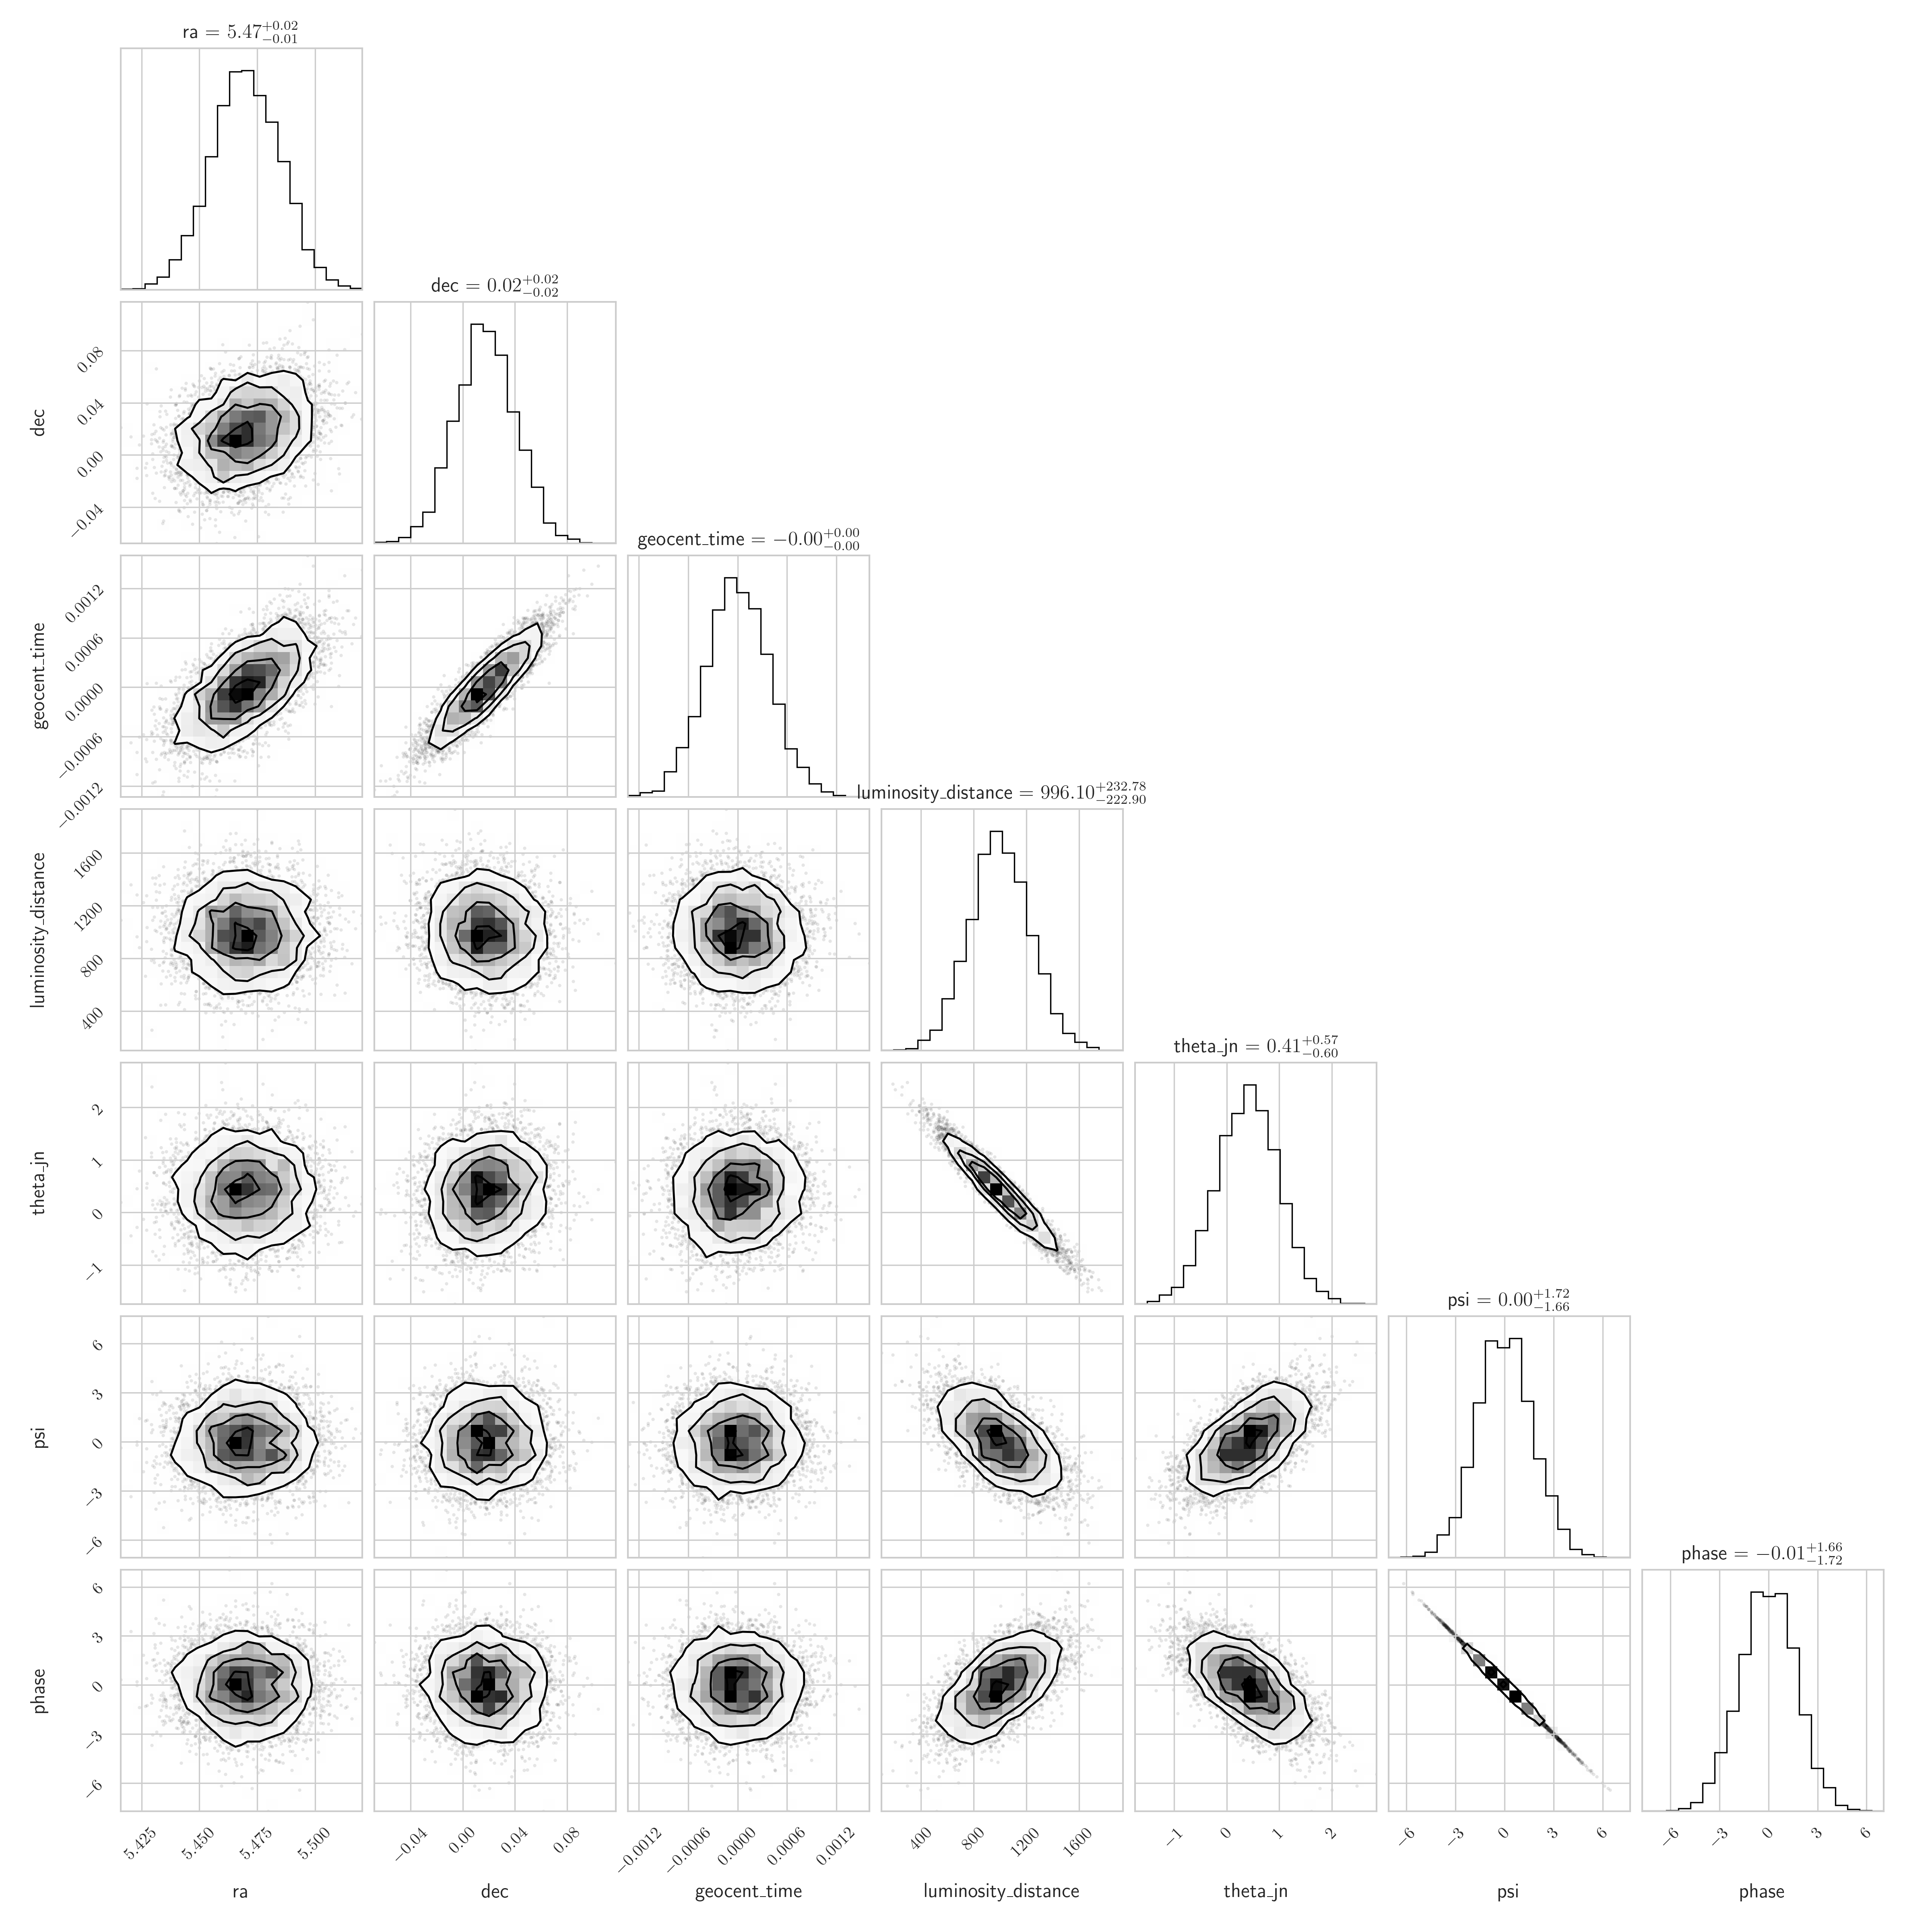 ra = 5.47+0.02−0.01
dec = 0.02+0.02−0.02
dec
0.08
0.04
0.00
−0.04
geocent_time = −0.00+0.00−0.00
geocent_time
0.0012
0.0006
0.0000
−0.0006
−0.0012
luminosity_distance = 996.10+232.78−222.90
luminosity_distance
1600
1200
800
400
theta_jn = 0.41+0.57−0.60
theta_jn
2
1
0
−1
psi = 0.00+1.72−1.66
psi
6
3
0
−3
−6
phase = −0.01+1.66−1.72
phase
6
3
0
−3
−6
5.425 5.450 5.475 5.500 −0.04 0.00 0.04 0.08 −0.0012 −0.0006 0.0000 0.0006 0.0012 400 800 1200 1600 −1 0 1 2 −6 −3 0 3 6 −6 −3 0 3 6
ra dec geocent_time luminosity_distance theta_jn psi phase